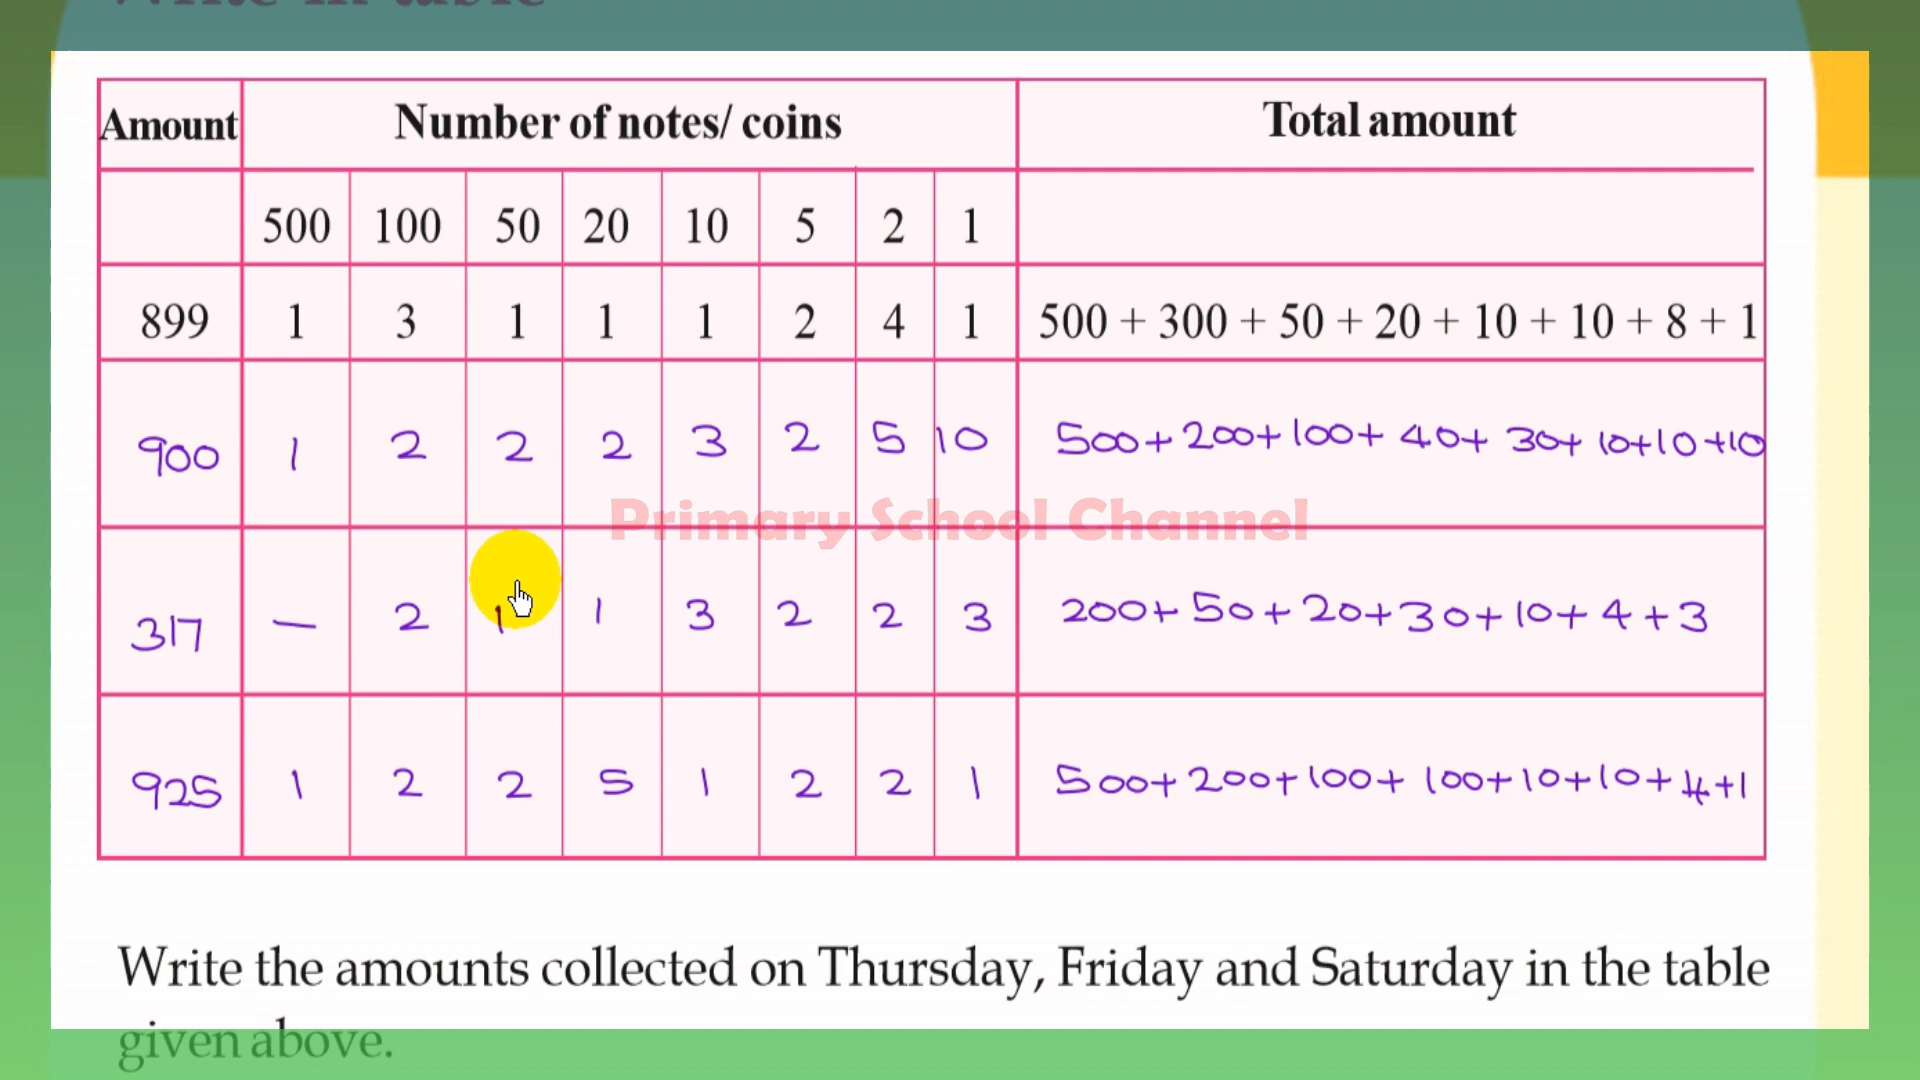 Write in table
Amount Number of notes/ coins Total amount
500 100 50 20 10 5 2 1
899 1 3 1 1 1 2 4 1 500 + 300 + 50 + 20 + 10 + 10 + 8 + 1
900 1 2 2 2 3 2 5 10 500+200+100+ 40+ 30+ 10+10+10
Primary School Channel
317 — 2 1 1 3 2 2 3 200+ 50 + 20+30+10+ 4 + 3
925 1 2 2 5 1 2 2 1 500+200+100+ 100+10+10+4+1
Write the amounts collected on Thursday, Friday and Saturday in the table
given above.